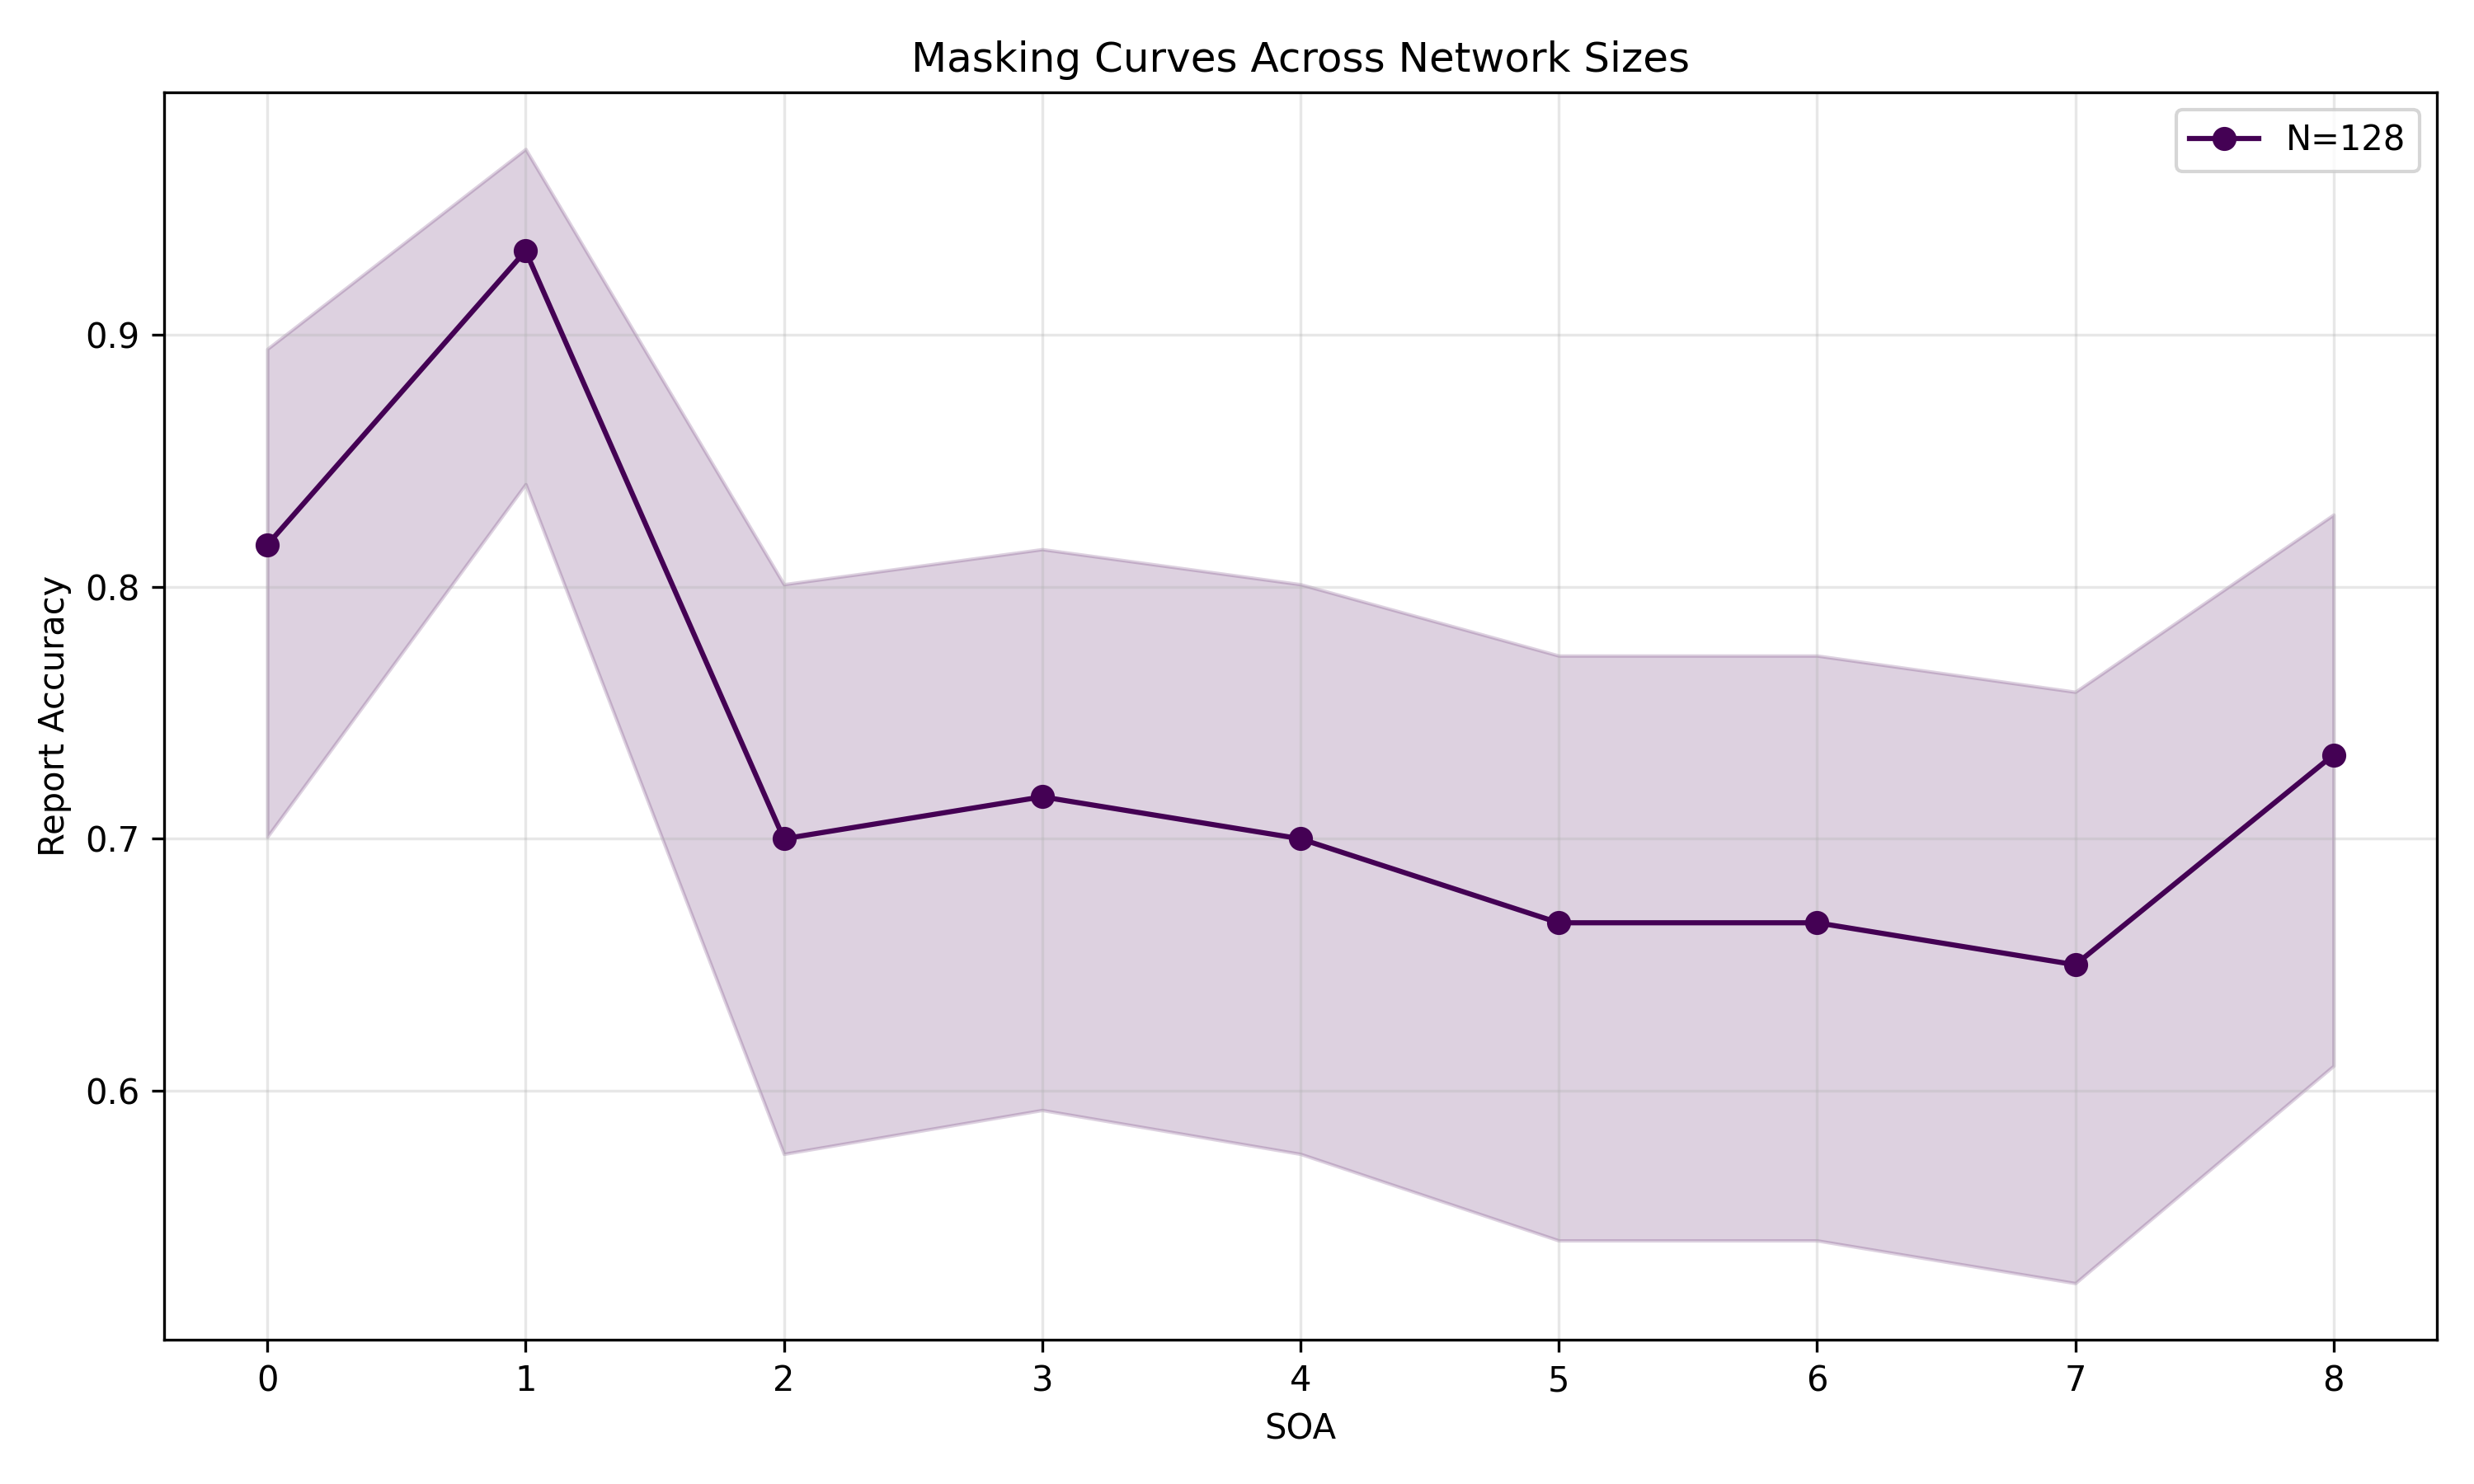 Masking Curves Across Network Sizes
N=128
Report Accuracy
0.9
0.8
0.7
0.6
0 1 2 3 4 5 6 7 8
SOA